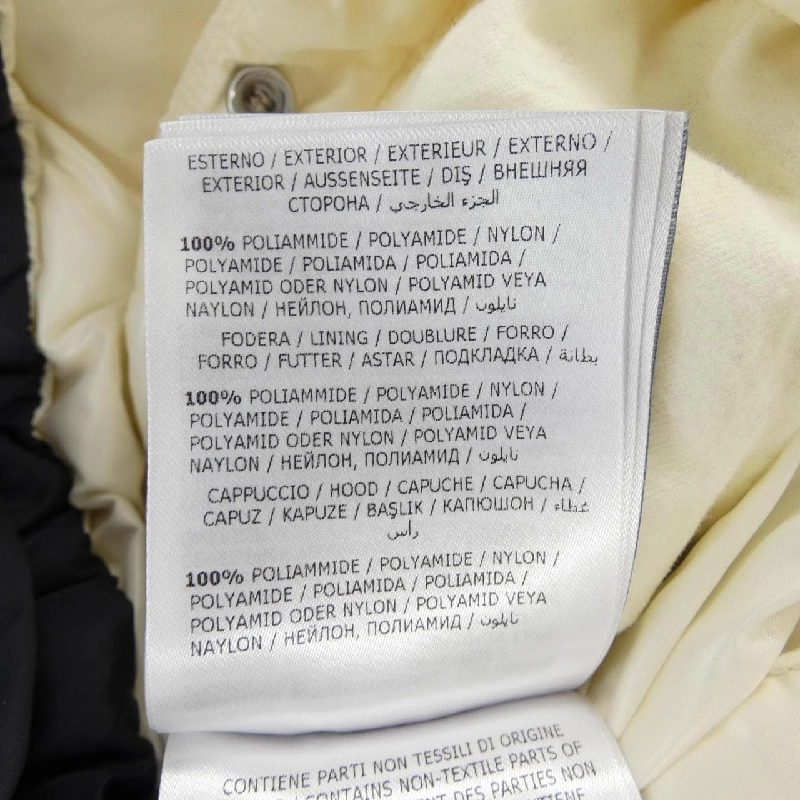 ESTERNO / EXTERIOR / EXTERIEUR / EXTERNO /
EXTERIOR / AUSSENSEITE / DIŞ / ВНЕШНЯЯ
СТОРОНА / الجزء الخارجي
100% POLIAMMIDE / POLYAMIDE / NYLON /
POLYAMIDE / POLIAMIDA / POLIAMIDA /
POLYAMID ODER NYLON / POLYAMID VEYA
NAYLON / НЕЙЛОН, ПОЛИАМИД / نايلون
FODERA / LINING / DOUBLURE / FORRO /
FORRO / FUTTER / ASTAR / ПОДКЛАДКА / بطانة
100% POLIAMMIDE / POLYAMIDE / NYLON /
POLYAMIDE / POLIAMIDA / POLIAMIDA /
POLYAMID ODER NYLON / POLYAMID VEYA
NAYLON / НЕЙЛОН, ПОЛИАМИД / نايلون
CAPPUCCIO / HOOD / CAPUCHE / CAPUCHA /
CAPUZ / KAPUZE / BAŞLIK / КАПЮШОН / غطاء
رأس
100% POLIAMMIDE / POLYAMIDE / NYLON /
POLYAMIDE / POLIAMIDA / POLIAMIDA /
POLYAMID ODER NYLON / POLYAMID VEYA
NAYLON / НЕЙЛОН, ПОЛИАМИД / نايلون
CONTIENE PARTI NON TESSILI DI ORIGINE
CONTAINS NON-TEXTILE PARTS OF
DES PARTIES NON